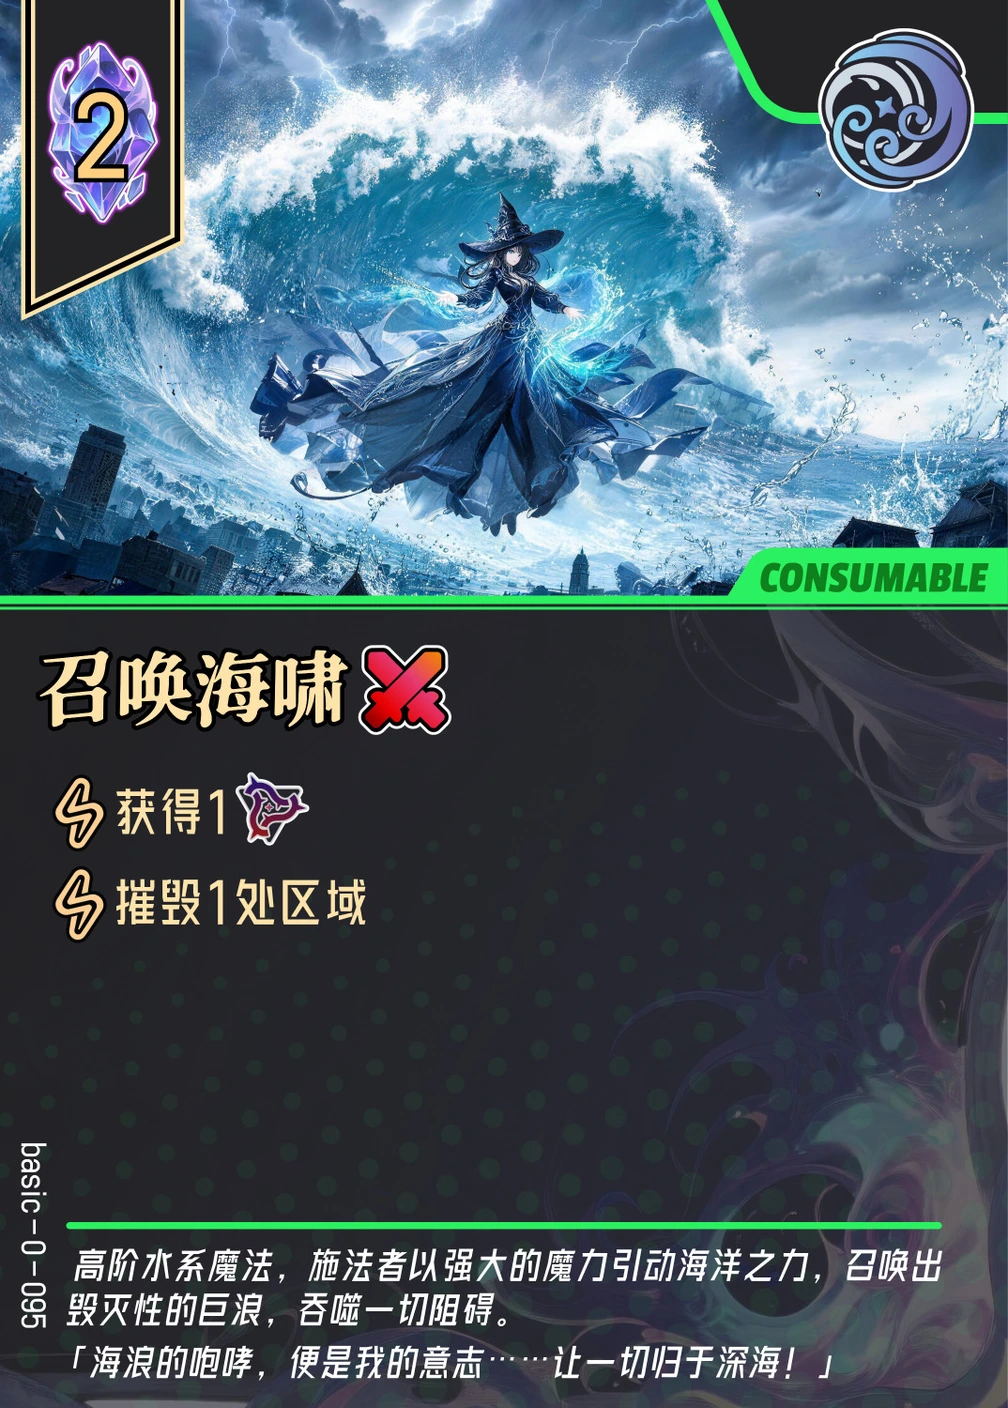 2
CONSUMABLE
召唤海啸
获得1
摧毁1处区域
basic-0-095
高阶水系魔法，施法者以强大的魔力引动海洋之力，召唤出
毁灭性的巨浪，吞噬一切阻碍。
「海浪的咆哮，便是我的意志……让一切归于深海！」